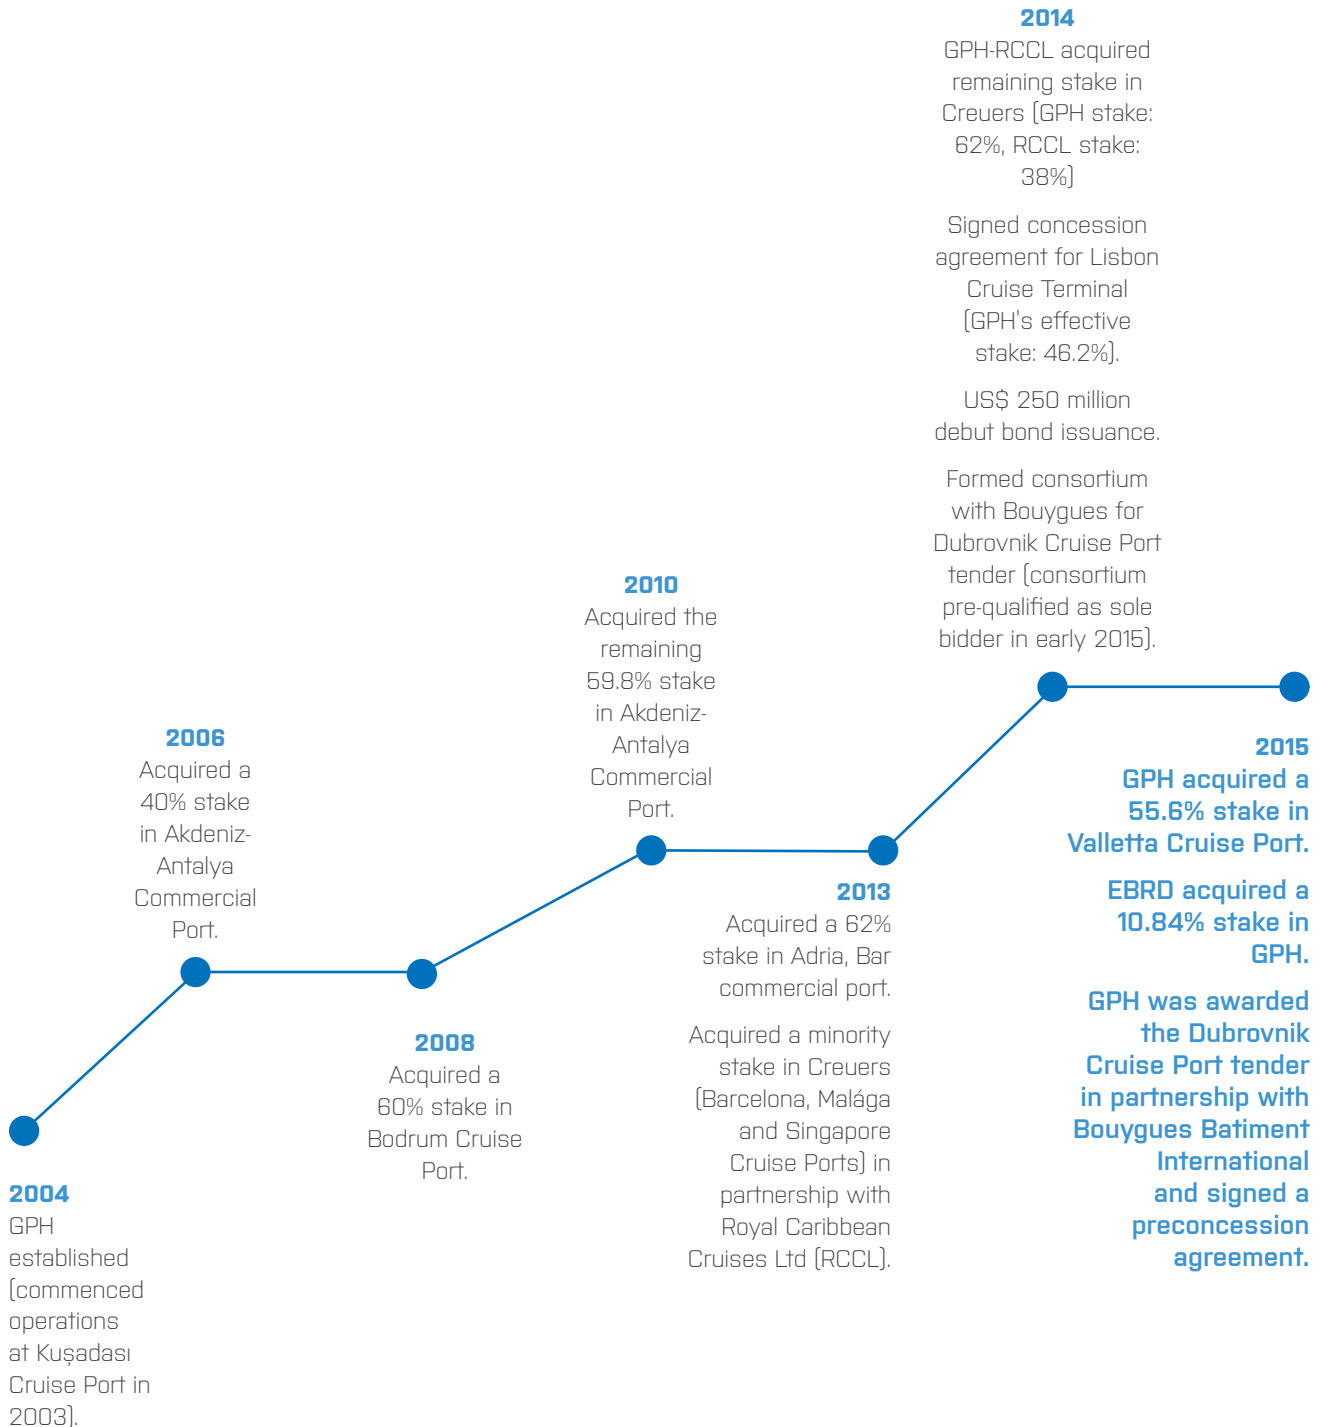 2014
GPH-RCCL acquired
remaining stake in
Creuers (GPH stake:
62%, RCCL stake:
38%)
Signed concession
agreement for Lisbon
Cruise Terminal
(GPH's effective
stake: 46.2%).
US$ 250 million
debut bond issuance.
Formed consortium
with Bouygues for
Dubrovnik Cruise Port
tender (consortium
pre-qualified as sole
bidder in early 2015).
2010
Acquired the
remaining
59.8% stake
in Akdeniz-
Antalya
Commercial
Port.
2006
Acquired a
40% stake
in Akdeniz-
Antalya
Commercial
Port.
2015
GPH acquired a
55.6% stake in
Valletta Cruise Port.
EBRD acquired a
10.84% stake in
GPH.
GPH was awarded
the Dubrovnik
Cruise Port tender
in partnership with
Bouygues Batiment
International
and signed a
preconcession
agreement.
2013
Acquired a 62%
stake in Adria, Bar
commercial port.
Acquired a minority
stake in Creuers
(Barcelona, Malága
and Singapore
Cruise Ports) in
partnership with
Royal Caribbean
Cruises Ltd (RCCL).
2008
Acquired a
60% stake in
Bodrum Cruise
Port.
2004
GPH
established
(commenced
operations
at Kuşadası
Cruise Port in
2003).